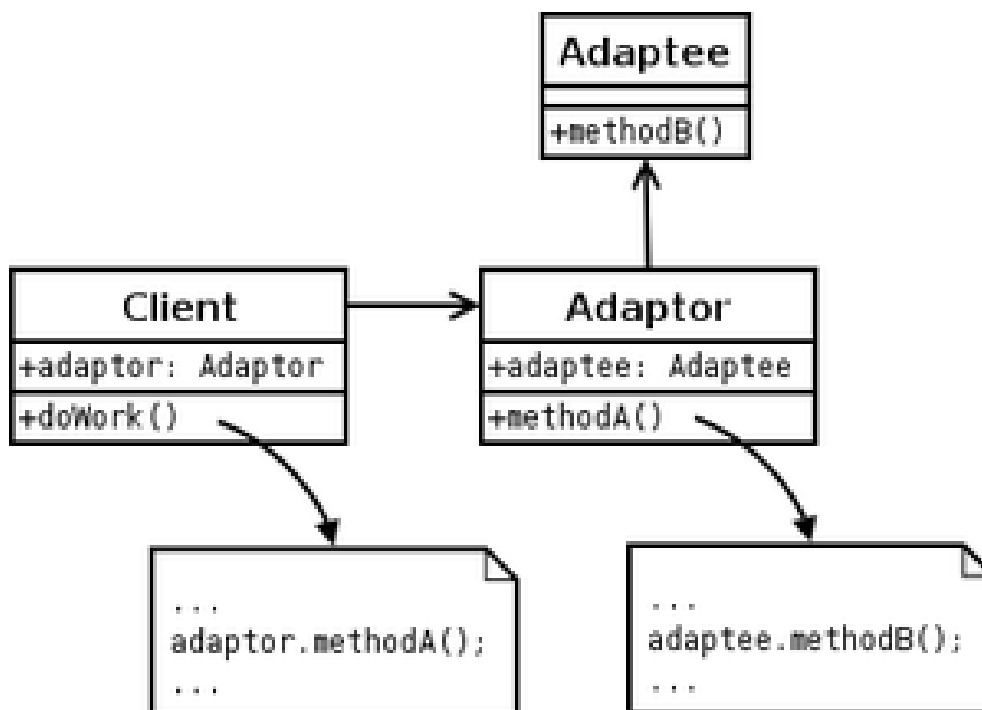 Adaptee
+methodB()
Client
+adaptor: Adaptor
+doWork()
Adaptor
+adaptee: Adaptee
+methodA()
...
adaptor.methodA();
...
...
adaptee.methodB();
...